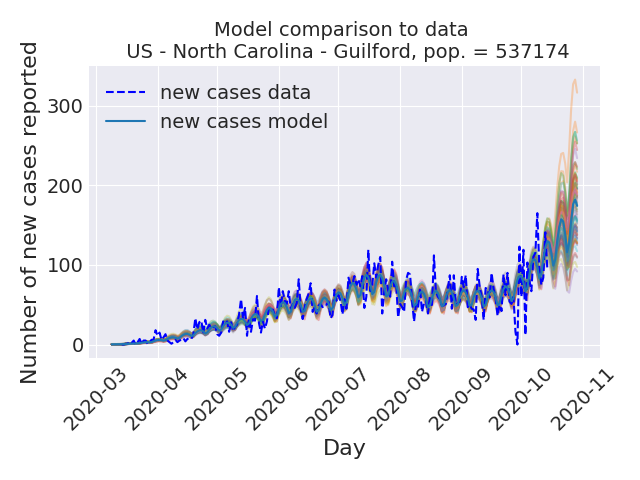 Model comparison to data
US - North Carolina - Guilford, pop. = 537174
Number of new cases reported
300
200
100
0
new cases data
new cases model
2020-03
2020-04
2020-05
2020-06
2020-07
2020-08
2020-09
2020-10
2020-11
Day